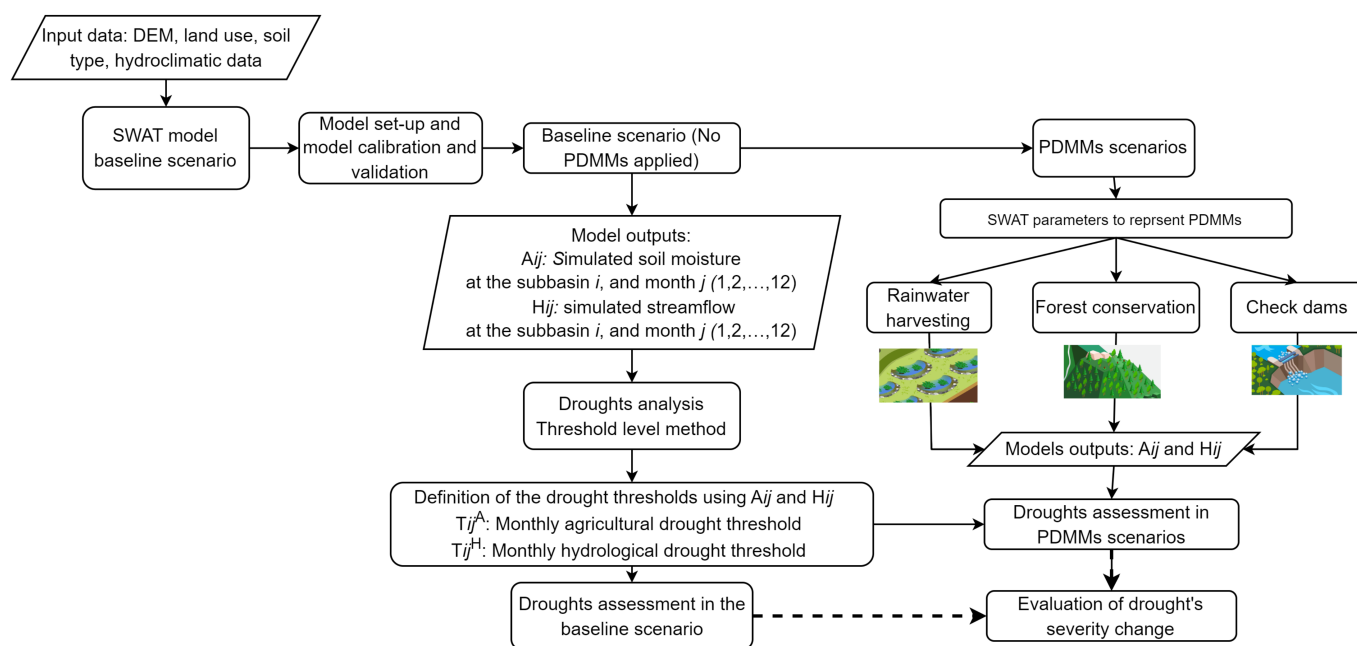 Input data: DEM, land use, soil
type, hydroclimatic data
SWAT model
baseline scenario
Model set-up and
model calibration and
validation
Baseline scenario (No
PDMMs applied)
PDMMs scenarios
SWAT parameters to reprsent PDMMs
Model outputs:
Aij: Simulated soil moisture
at the subbasin i, and month j (1,2,…,12)
Hij: simulated streamflow
at the subbasin i, and month j (1,2,…,12)
Rainwater
harvesting
Forest conservation
Check dams
Droughts analysis
Threshold level method
Models outputs: Aij and Hij
Definition of the drought thresholds using Aij and Hij
Tij^A: Monthly agricultural drought threshold
Tij^H: Monthly hydrological drought threshold
Droughts assessment in
PDMMs scenarios
Droughts assessment in the
baseline scenario
Evaluation of drought's
severity change